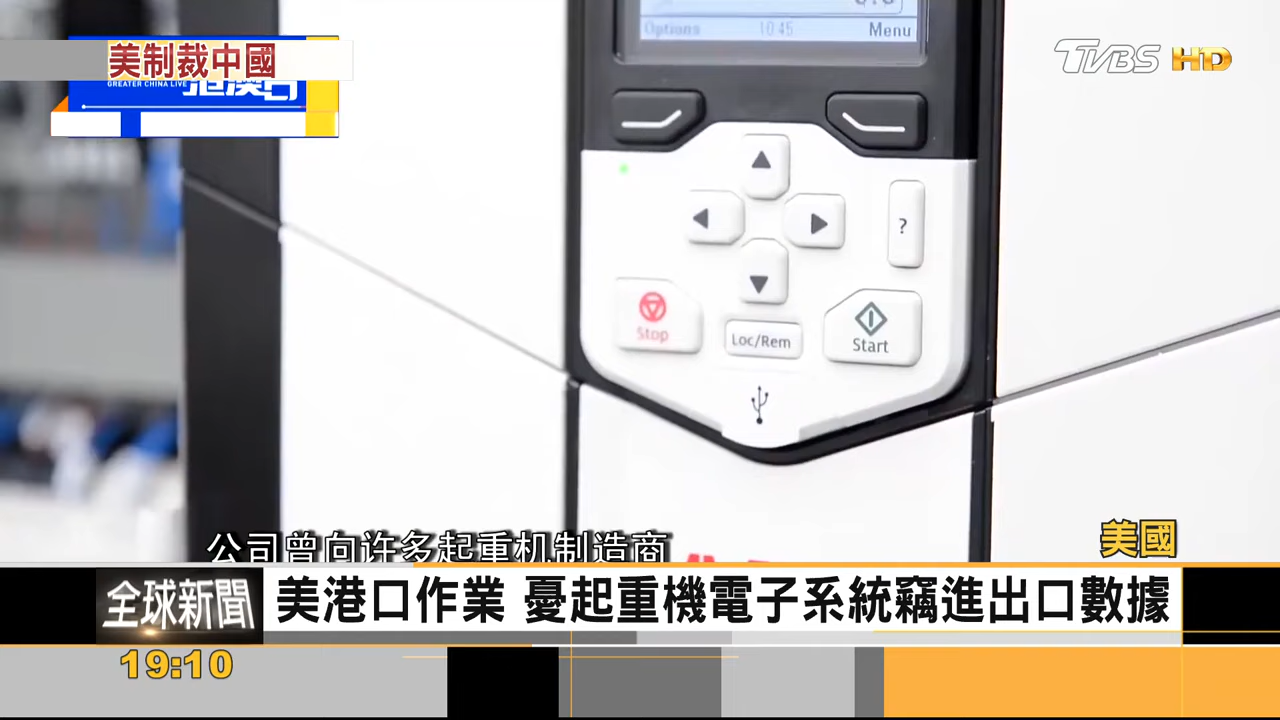 美制裁中國
GREATER CHINA LIVE
港澳台
TVBS HD
Options 10:45 Menu
?
Stop
Loc/Rem
Start
美國
公司曾向许多起重机制造商
全球新聞
美港口作業 憂起重機電子系統竊進出口數據
19:10